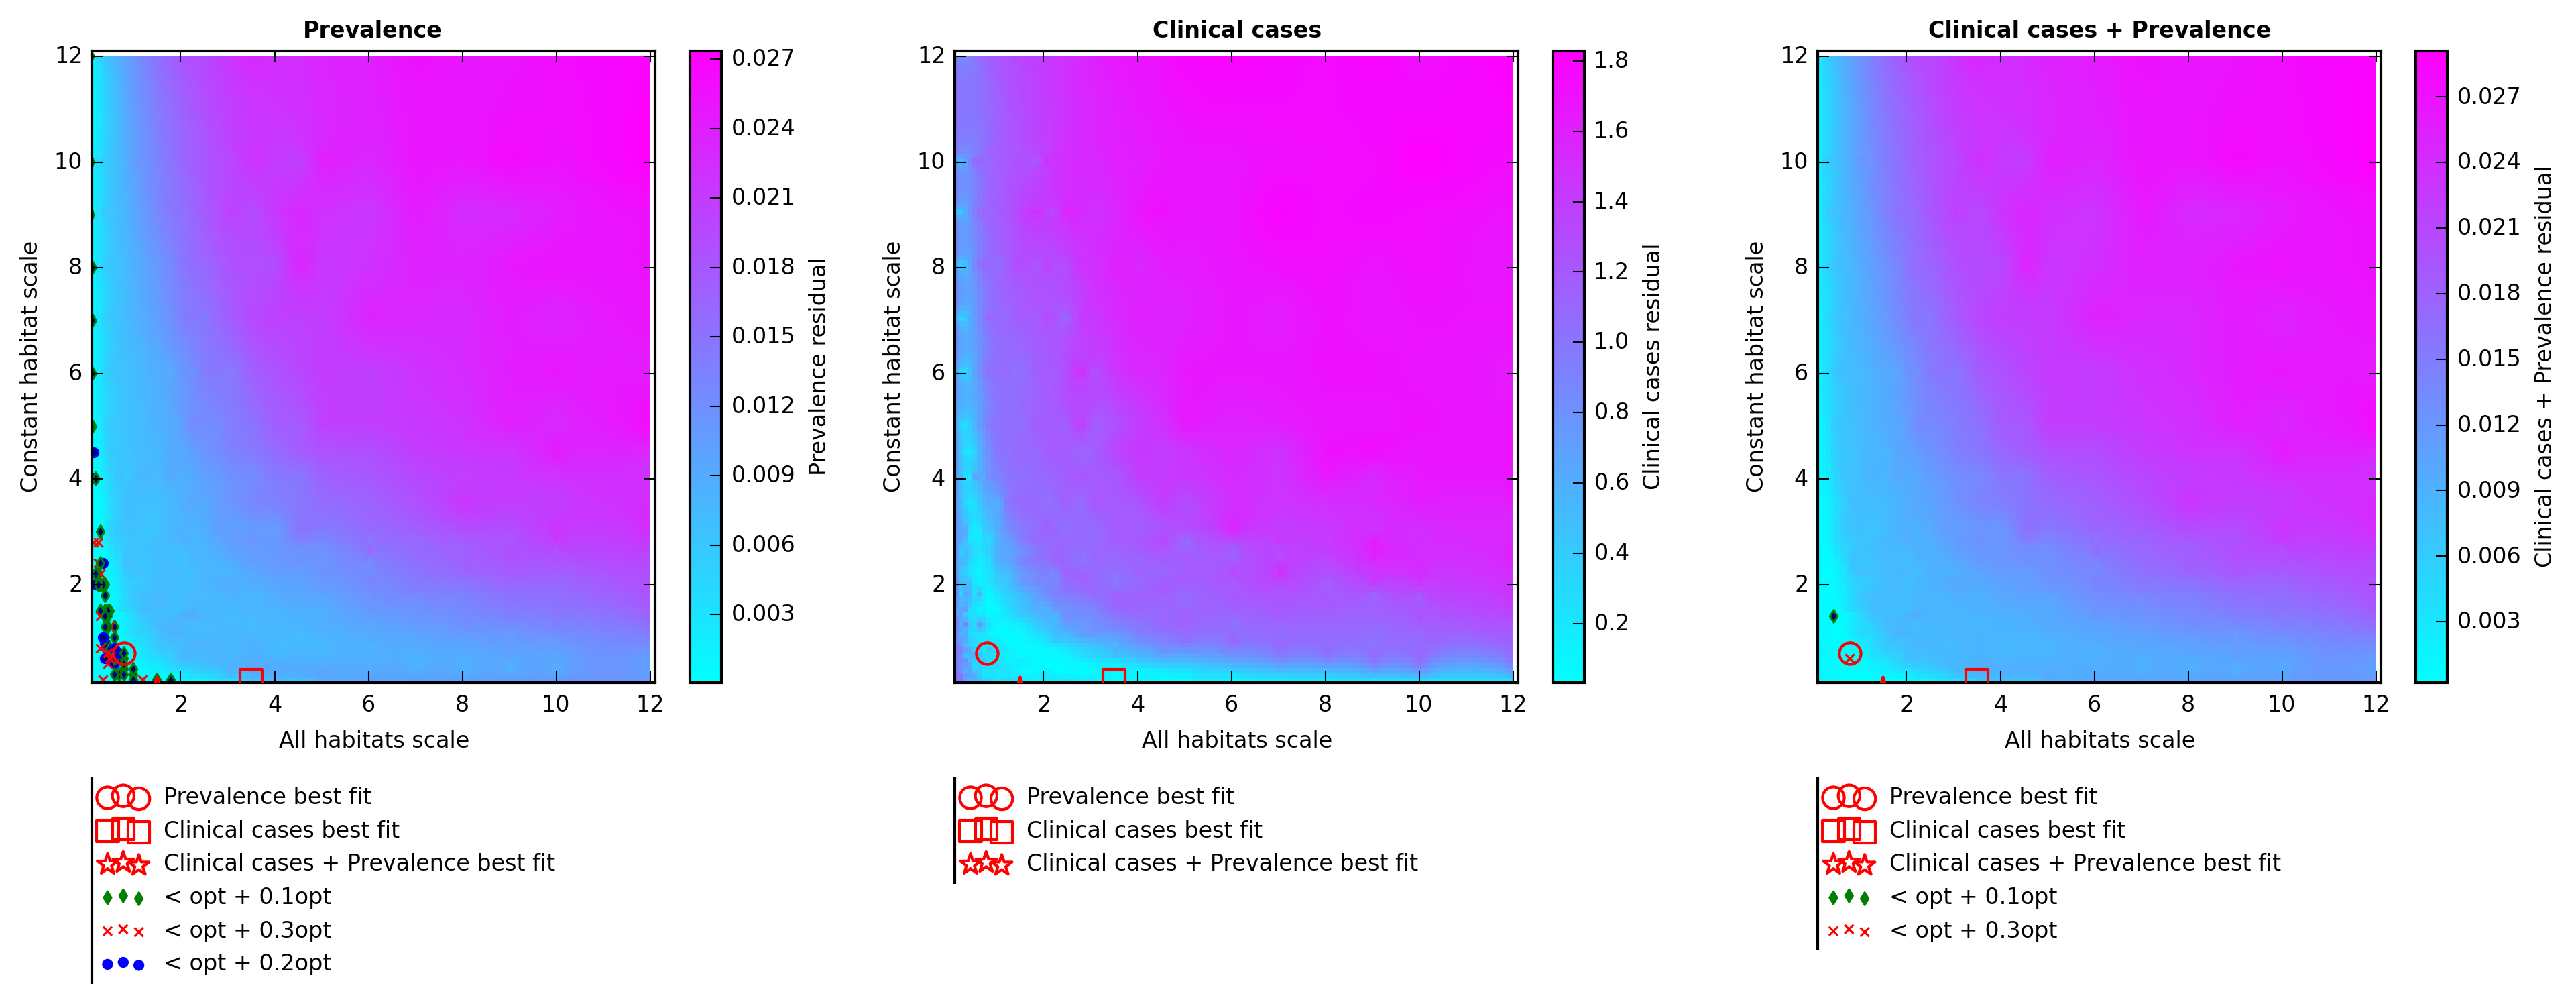 Prevalence
12
10
8
6
4
2
2
4
6
8
10
12
Constant habitat scale
All habitats scale
0.027
0.024
0.021
0.018
0.015
0.012
0.009
0.006
0.003
Prevalence residual
Prevalence best fit
Clinical cases best fit
Clinical cases + Prevalence best fit
< opt + 0.1opt
< opt + 0.3opt
< opt + 0.2opt
Clinical cases
12
10
8
6
4
2
2
4
6
8
10
12
Constant habitat scale
All habitats scale
1.8
1.6
1.4
1.2
1.0
0.8
0.6
0.4
0.2
Clinical cases residual
Prevalence best fit
Clinical cases best fit
Clinical cases + Prevalence best fit
Clinical cases + Prevalence
12
10
8
6
4
2
2
4
6
8
10
12
Constant habitat scale
All habitats scale
0.027
0.024
0.021
0.018
0.015
0.012
0.009
0.006
0.003
Clinical cases + Prevalence residual
Prevalence best fit
Clinical cases best fit
Clinical cases + Prevalence best fit
< opt + 0.1opt
< opt + 0.3opt